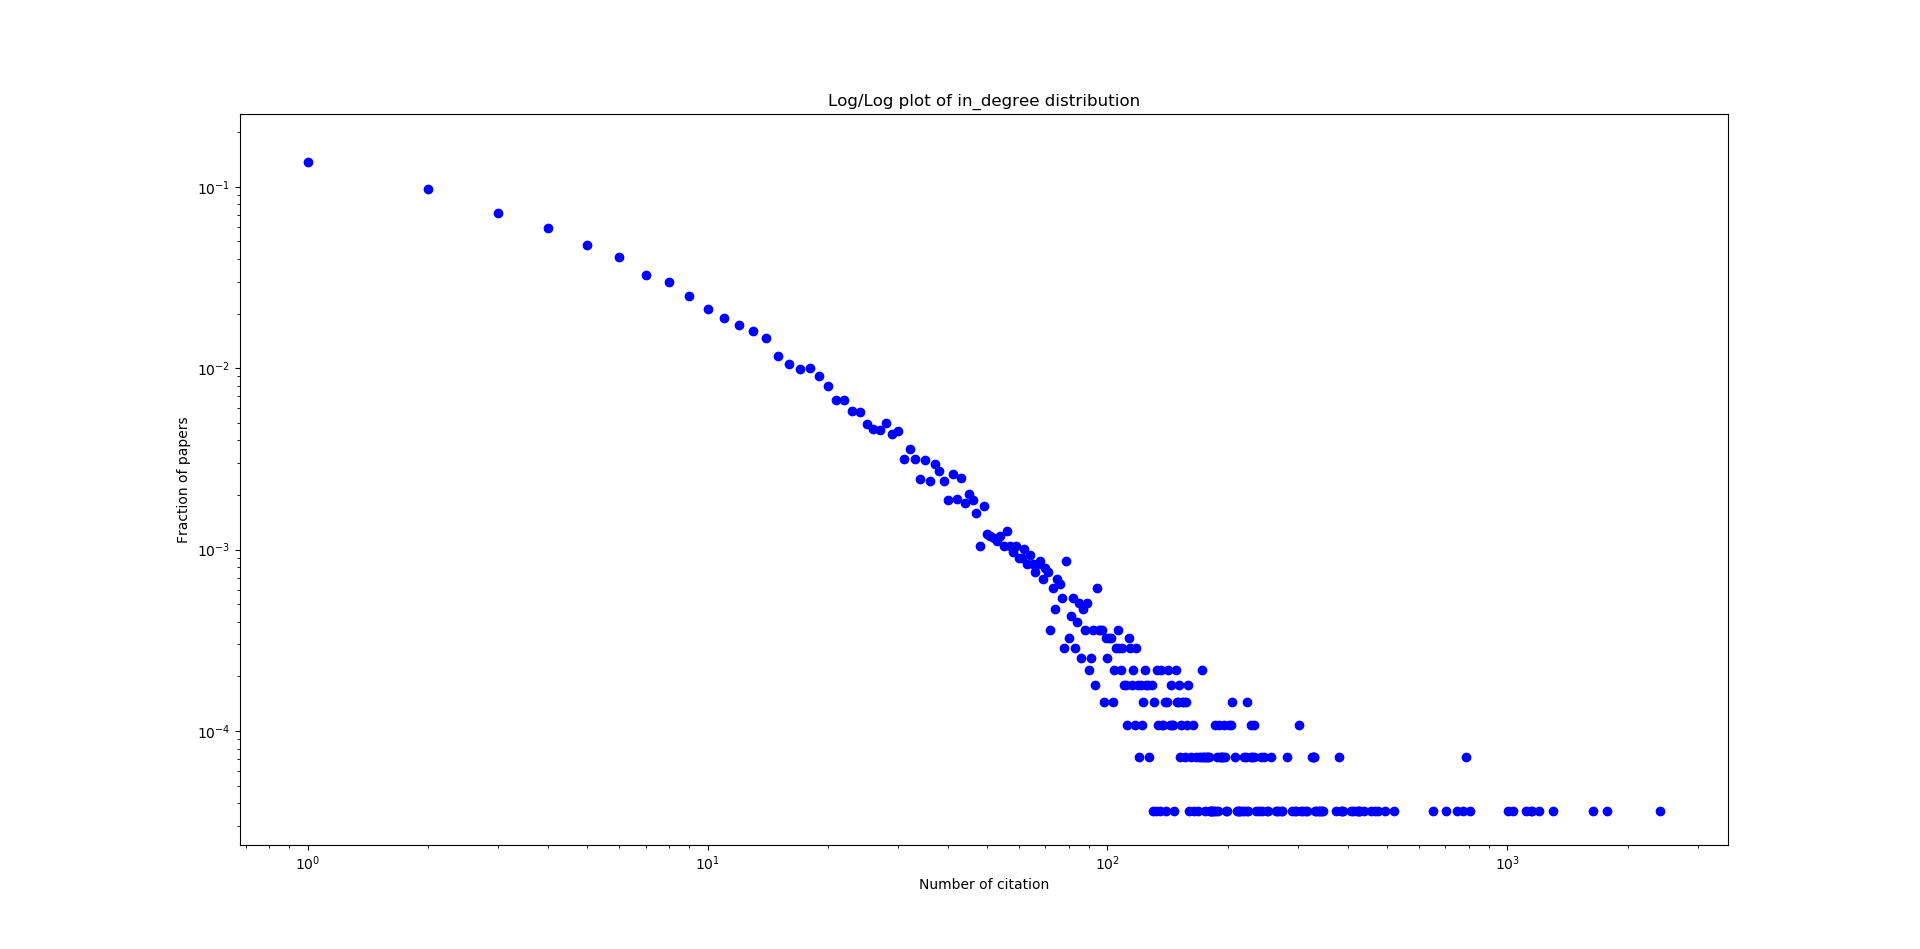 Log/Log plot of in_degree distribution
Fraction of papers
10⁻¹
10⁻²
10⁻³
10⁻⁴
10⁰ 10¹ 10² 10³
Number of citation